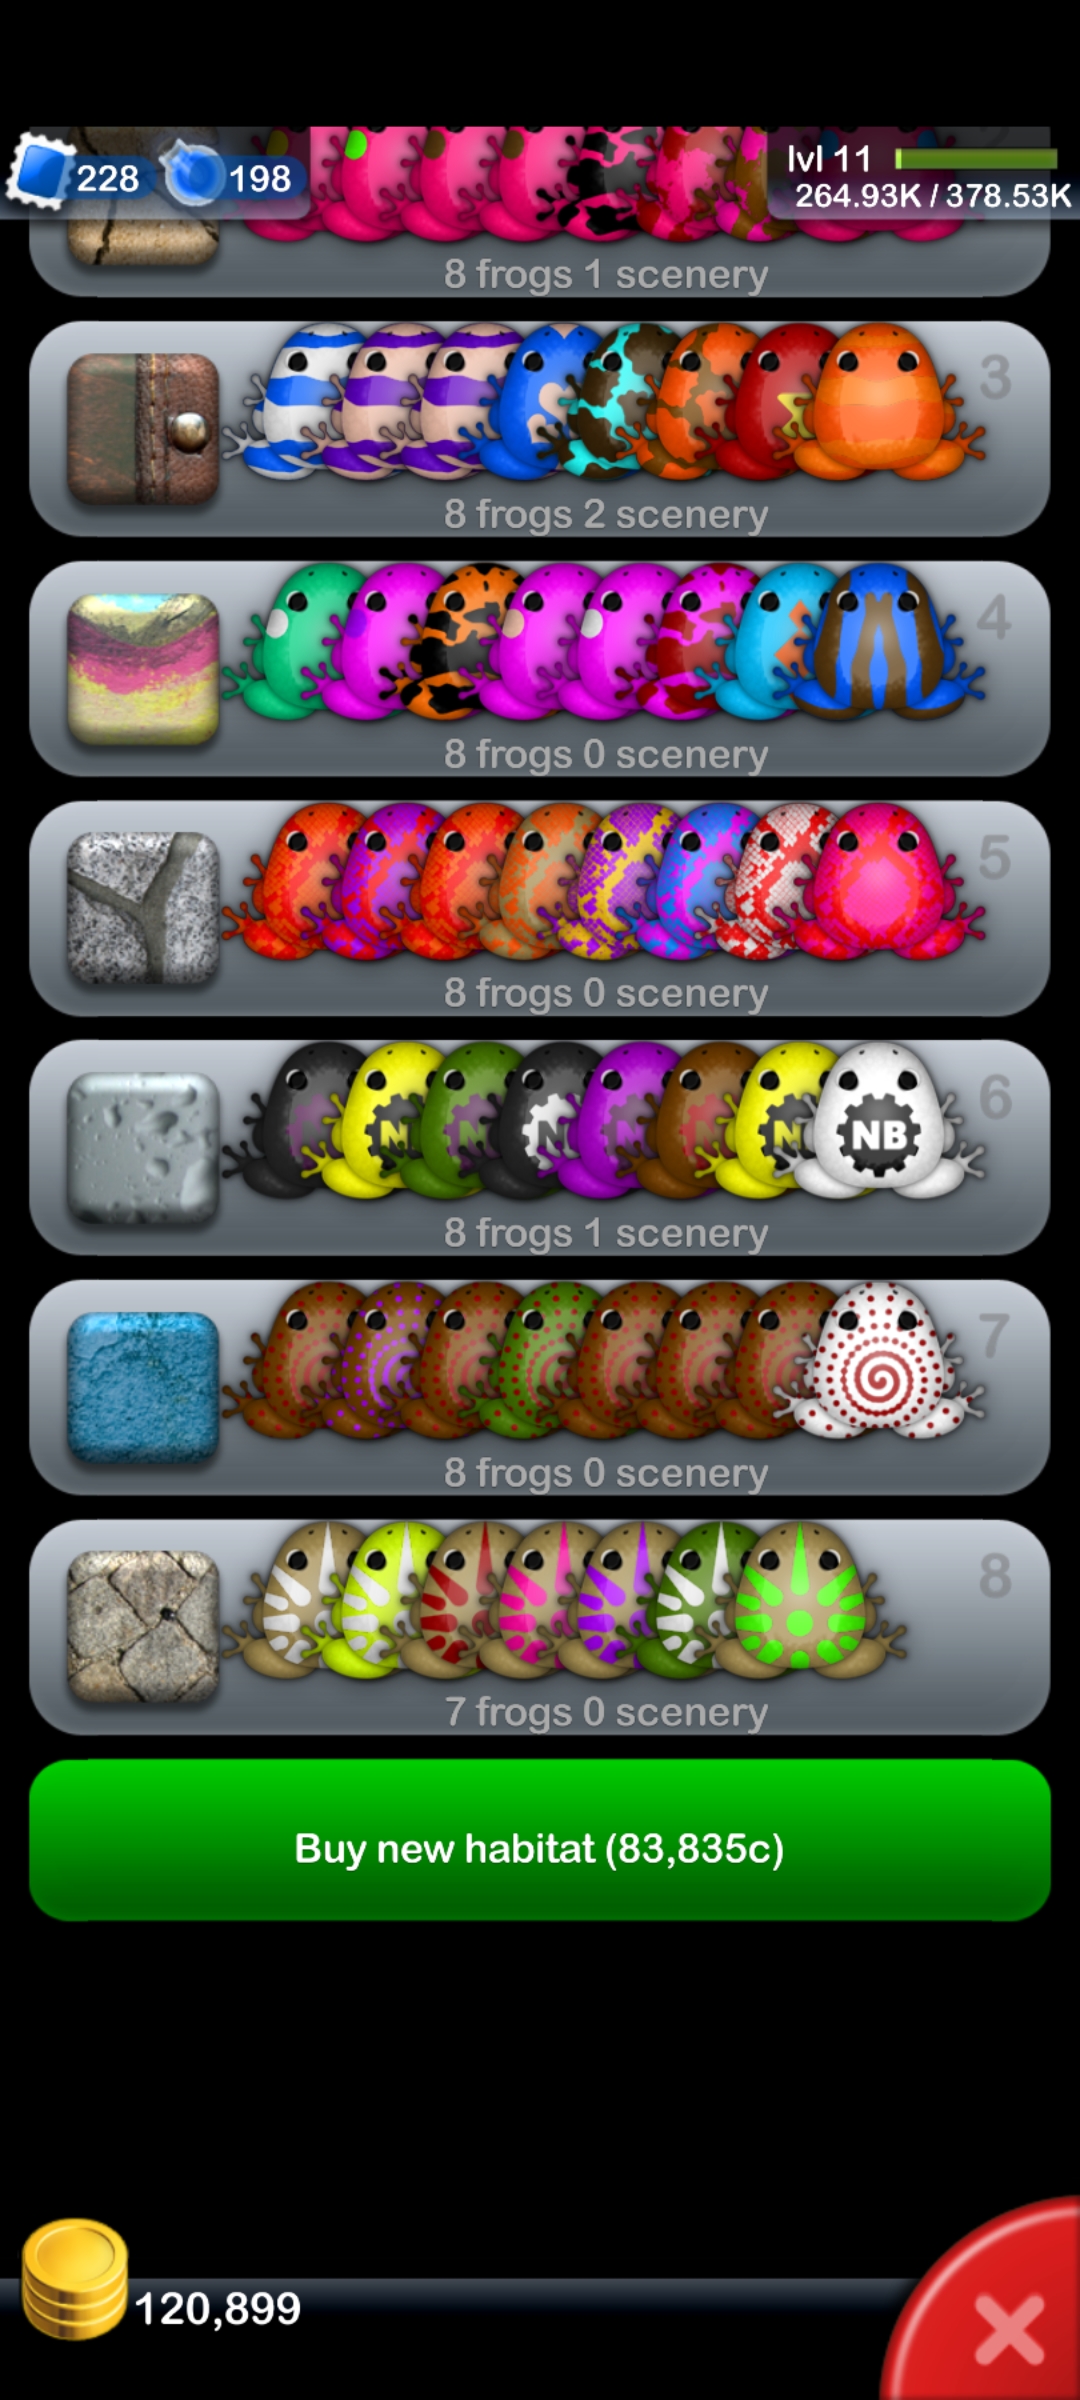 228 198
lvl 11
264.93K / 378.53K
8 frogs 1 scenery
3
8 frogs 2 scenery
4
8 frogs 0 scenery
5
8 frogs 0 scenery
6
N N N N N NB
8 frogs 1 scenery
7
8 frogs 0 scenery
8
7 frogs 0 scenery
Buy new habitat (83,835c)
120,899